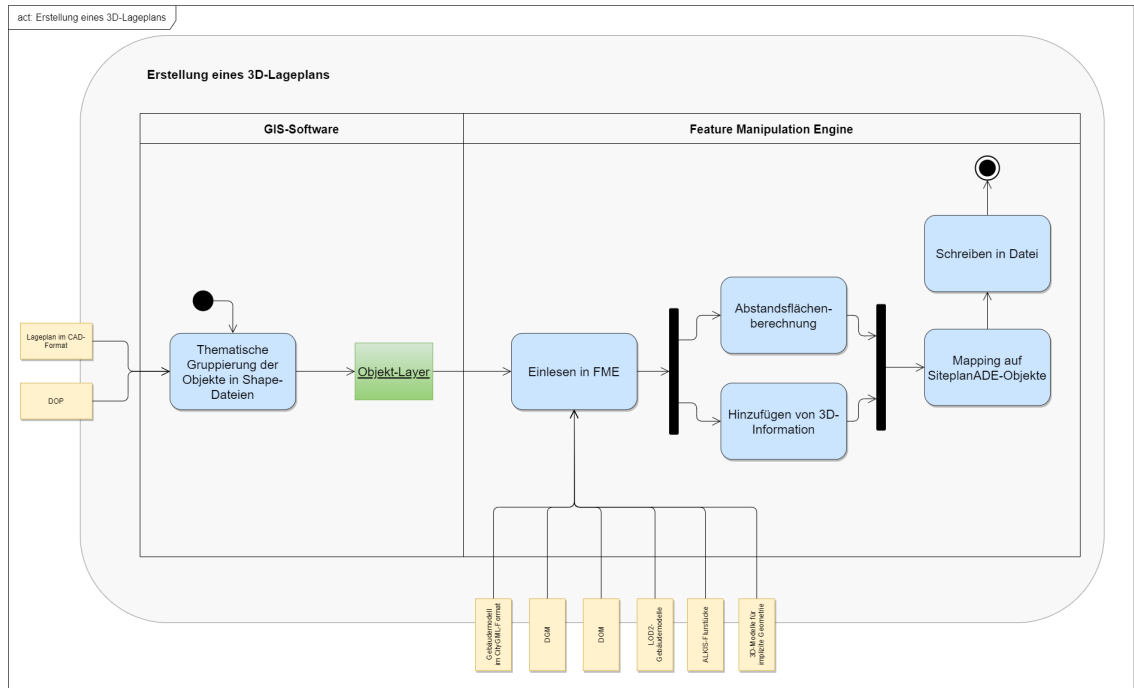 act: Erstellung eines 3D-Lageplans
Erstellung eines 3D-Lageplans
GIS-Software
Feature Manipulation Engine
Schreiben in Datei
Abstandsflächen-
berechnung
Lageplan im CAD-
Format
DOP
Thematische
Gruppierung der
Objekte in Shape-
Dateien
Objekt-Layer
Einlesen in FME
Mapping auf
SiteplanADE-Objekte
Hinzufügen von 3D-
Information
Gebäudemodell
im CityGML-Format
DGM
DOM
LOD2-
Gebäudemodelle
ALKIS-Flurstücke
3D-Modelle für
implizite Geometrie